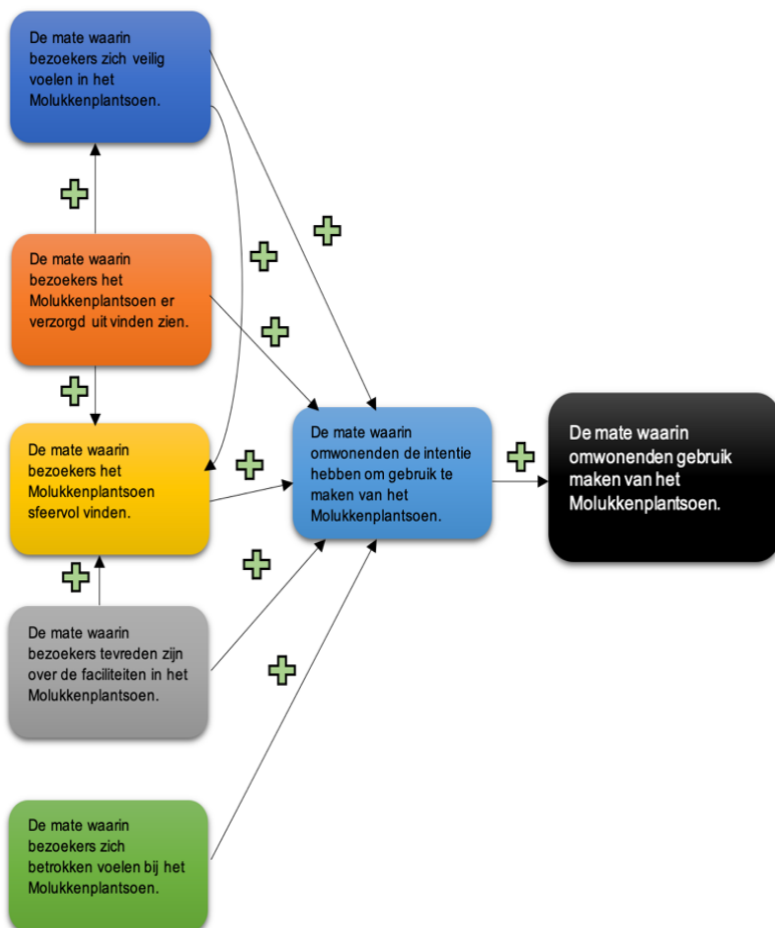 De mate waarin
bezoekers zich veilig
voelen in het
Molukkenplantsoen.
De mate waarin
bezoekers het
Molukkenplantsoen er
verzorgd uit vinden zien.
De mate waarin
bezoekers het
Molukkenplantsoen
sfeervol vinden.
De mate waarin
bezoekers tevreden zijn
over de faciliteiten in het
Molukkenplantsoen.
De mate waarin
bezoekers zich
betrokken voelen bij het
Molukkenplantsoen.
De mate waarin
omwonenden de intentie
hebben om gebruik te
maken van het
Molukkenplantsoen.
De mate waarin
omwonenden gebruik
maken van het
Molukkenplantsoen.